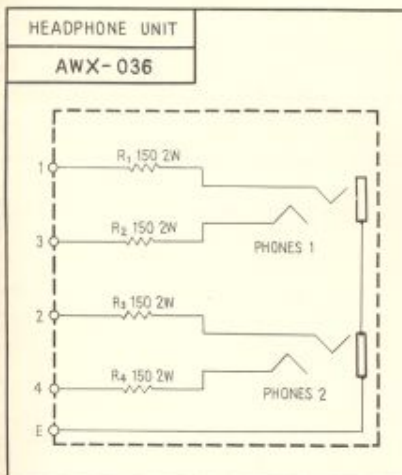 HEADPHONE UNIT
AWX-036
R₁ 150 2W
1
R₂ 150 2W
3
PHONES 1
R₃ 150 2W
2
R₄ 150 2W
4
PHONES 2
E